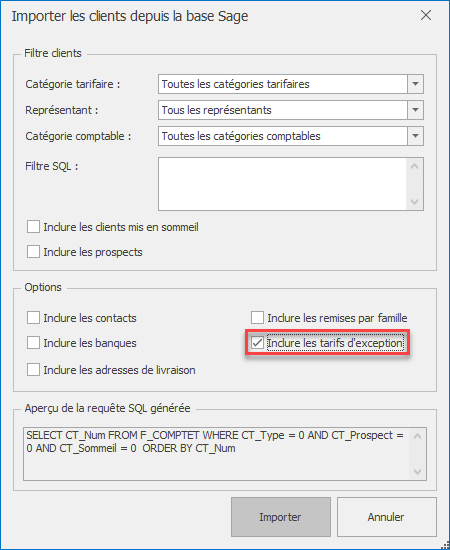 Importer les clients depuis la base Sage
Filtre clients
Catégorie tarifaire : Toutes les catégories tarifaires
Représentant : Tous les représentants
Catégorie comptable : Toutes les catégories comptables
Filtre SQL :
Inclure les clients mis en sommeil
Inclure les prospects
Options
Inclure les contacts Inclure les remises par famille
Inclure les banques Inclure les tarifs d'exception
Inclure les adresses de livraison
Aperçu de la requête SQL générée
SELECT CT_Num FROM F_COMPTET WHERE CT_Type = 0 AND CT_Prospect =
0 AND CT_Sommeil = 0  ORDER BY CT_Num
Importer Annuler